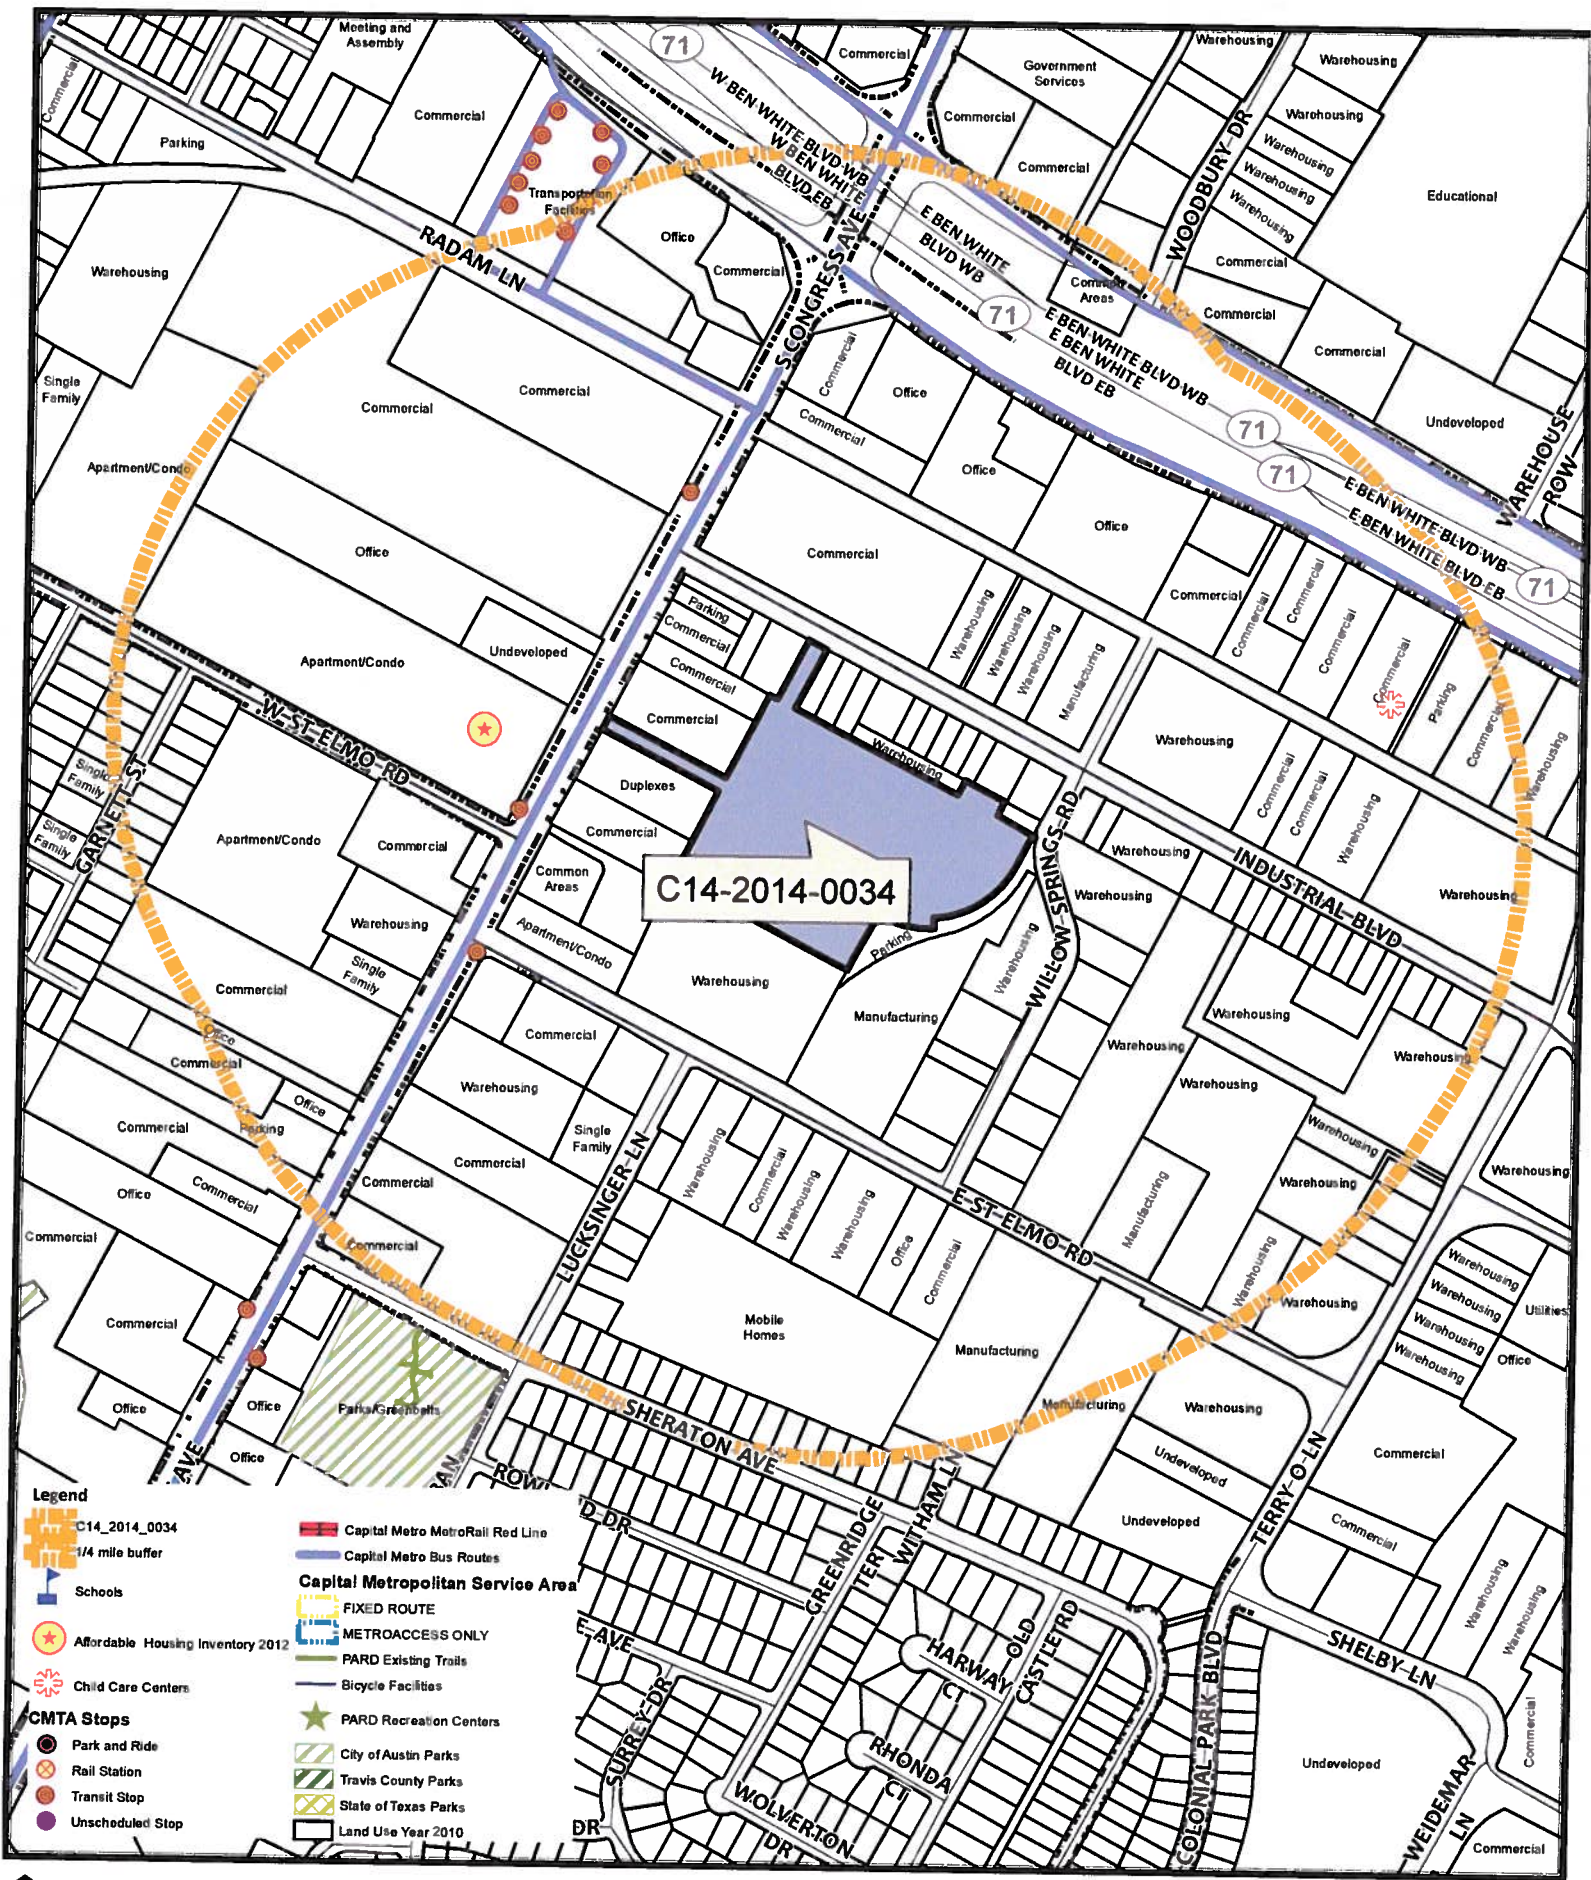 Meeting and
Assembly
Commercial
Commercial
Parking
Commercial
71
W BEN WHITE BLVD WB
W BEN WHITE
BLVD EB
Commercial
Government
Services
Commercial
Commercial
Warehousing
Warehousing
Warehousing
Warehousing
Warehousing
Warehousing
WOODBURY DR
Educational
Commercial
Commercial
Commercial
Undeveloped
WAREHOUSE
ROW
Transportation
Facilities
Office
Commercial
RADAM LN
Warehousing
S CONGRESS AVE
E BEN WHITE
BLVD WB
71
Common
Areas
E BEN WHITE BLVD WB
E BEN WHITE
BLVD EB
71
71
E BEN WHITE BLVD WB
E BEN WHITE BLVD EB
71
Single
Family
Commercial
Commercial
Apartment/Condo
Office
Undeveloped
Apartment/Condo
Commercial
Office
Commercial
Office
Office
Commercial
Commercial
Commercial
Commercial
Commercial
Commercial
Parking
Commercial
Warehousing
Warehousing
Warehousing
Warehousing
Manufacturing
Parking
Commercial
Commercial
Commercial
Warehousing
Duplexes
Commercial
Common
Areas
Apartment/Condo
C14-2014-0034
Parking
Warehousing
Manufacturing
Warehousing
WILLOW SPRINGS RD
Warehousing
Commercial
Commercial
Warehousing
Warehousing
Warehousing
INDUSTRIAL BLVD
Warehousing
Warehousing
Warehousing
Warehousing
Warehousing
Warehousing
Warehousing
Warehousing
Manufacturing
Warehousing
Warehousing
W ST ELMO RD
GARNETT ST
Single
Family
Single
Family
Apartment/Condo
Commercial
Warehousing
Single
Family
Commercial
Office
Commercial
Office
Parking
Commercial
Commercial
Office
Commercial
Commercial
Office
Commercial
Warehousing
Single
Family
Commercial
Commercial
Commercial
LUCKSINGER LN
Warehousing
Commercial
Warehousing
Warehousing
Office
Commercial
E ST ELMO RD
Mobile
Homes
Manufacturing
Manufacturing
Warehousing
Undeveloped
Undeveloped
Warehousing
Warehousing
Warehousing
Warehousing
Utilities
Office
Commercial
Commercial
Warehousing
Warehousing
Commercial
Office
Office
Parks/Greenbelts
SHERATON AVE
AVE
AN
ROW
D DR
E AVE
GREENRIDGE
TERT
WITHAM LN
TERRY-O LN
HARWAY
CT
OLD
CASTLE RD
RHONDA
CT
SURREY DR
WOLVERTON
DR
DR
COLONIAL PARK BLVD
SHELBY LN
Undeveloped
WEIDEMAR
LN
Commercial
Legend
C14_2014_0034
1/4 mile buffer
Schools
Affordable Housing Inventory 2012
Child Care Centers
CMTA Stops
Park and Ride
Rail Station
Transit Stop
Unscheduled Stop
Capital Metro MetroRail Red Line
Capital Metro Bus Routes
Capital Metropolitan Service Area
FIXED ROUTE
METROACCESS ONLY
PARD Existing Trails
Bicycle Facilities
PARD Recreation Centers
City of Austin Parks
Travis County Parks
State of Texas Parks
Land Use Year 2010